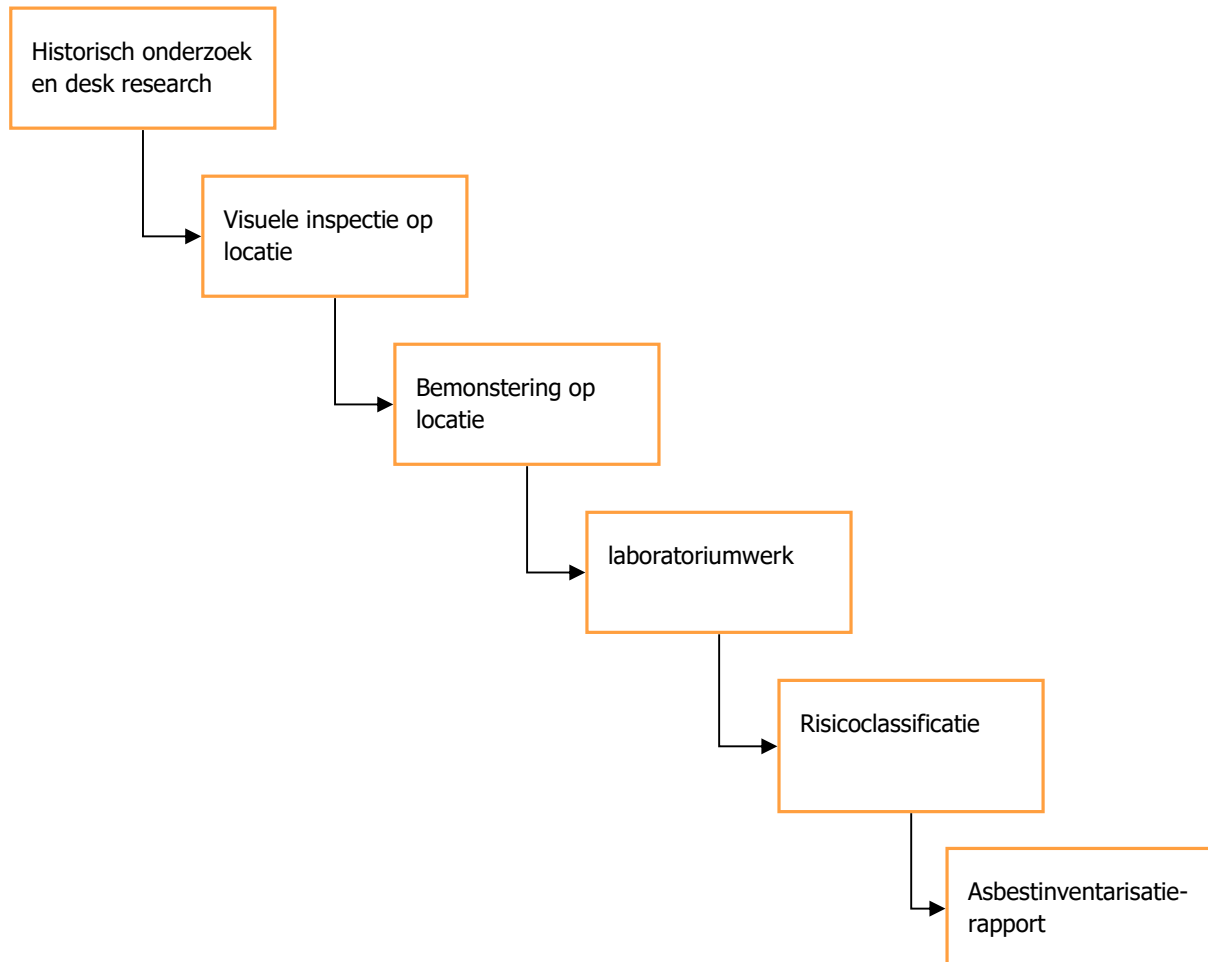 Historisch onderzoek
en desk research
Visuele inspectie op
locatie
Bemonstering op
locatie
laboratoriumwerk
Risicoclassificatie
Asbestinventarisatie-
rapport